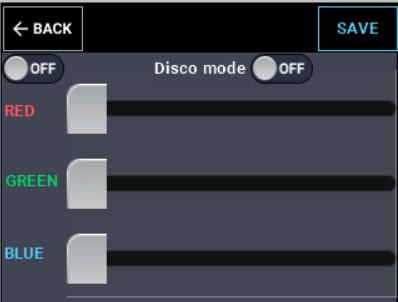 ← BACK
SAVE
OFF
Disco mode OFF
RED
GREEN
BLUE